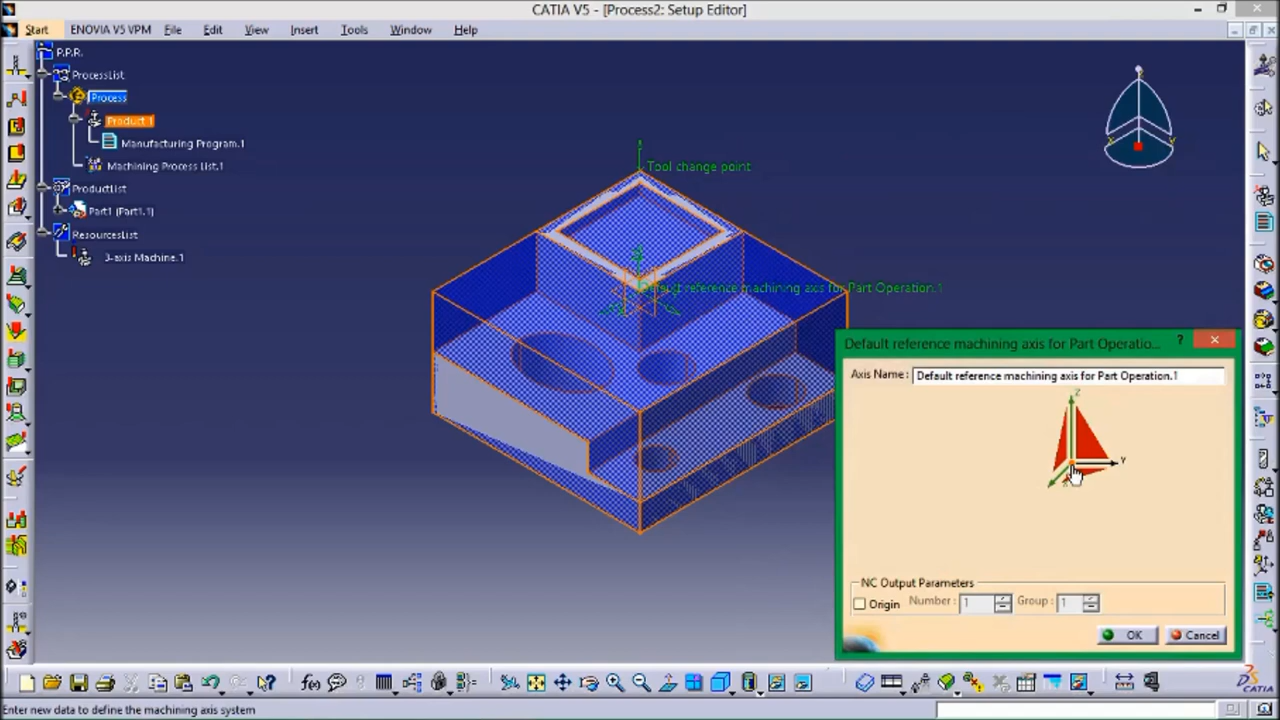 CATIA V5 - [Process2: Setup Editor]
Start ENOVIA V5 VPM File Edit View Insert Tools Window Help
P.P.R.
ProcessList
Process
Product.1
Manufacturing Program.1
Machining Process List.1
ProductList
Part1 (Part1.1)
ResourcesList
3-axis Machine.1
Tool change point
Default reference machining axis for Part Operation.1
Default reference machining axis for Part Operatio... ?
Axis Name : Default reference machining axis for Part Operation.1
Z
Y
NC Output Parameters
Origin Number : 1 Group : 1
OK Cancel
f(x)
CATIA
Enter new data to define the machining axis system